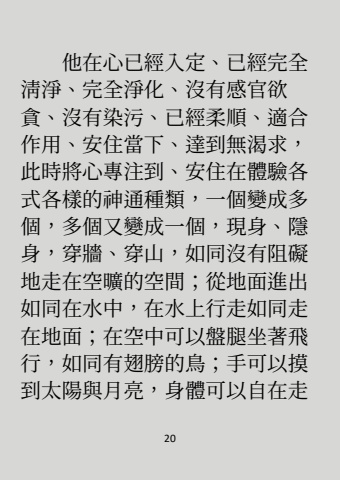 他在心已經入定、已經完全
清淨、完全淨化、沒有感官欲
貪、沒有染污、已經柔順、適合
作用、安住當下、達到無渴求，
此時將心專注到、安住在體驗各
式各樣的神通種類，一個變成多
個，多個又變成一個，現身、隱
身，穿牆、穿山，如同沒有阻礙
地走在空曠的空間；從地面進出
如同在水中，在水上行走如同走
在地面；在空中可以盤腿坐著飛
行，如同有翅膀的鳥；手可以摸
到太陽與月亮，身體可以自在走
20